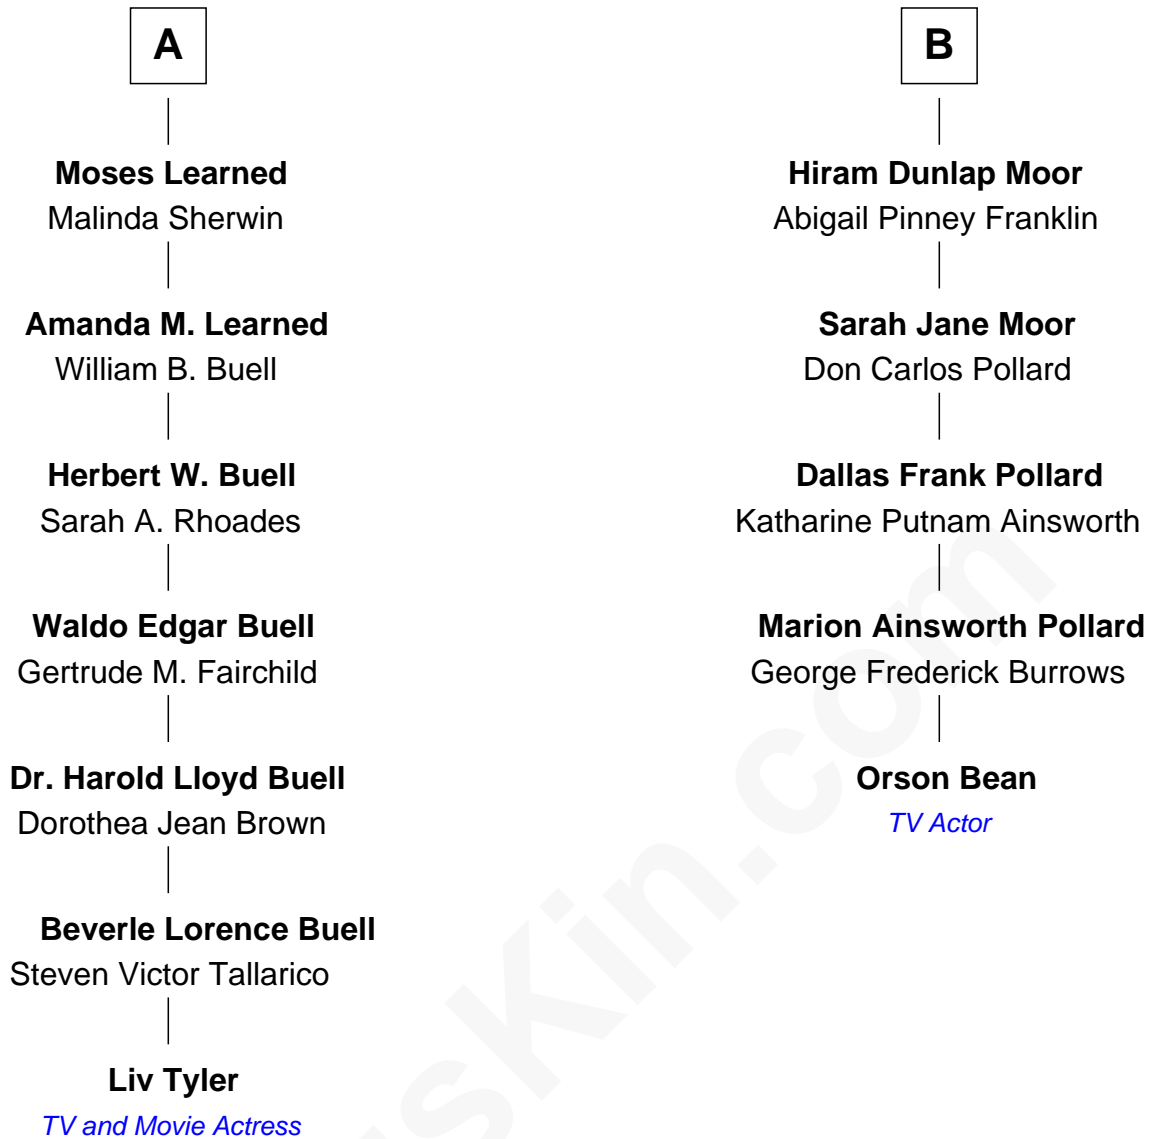 A
Moses Learned
Malinda Sherwin
Amanda M. Learned
William B. Buell
Herbert W. Buell
Sarah A. Rhoades
Waldo Edgar Buell
Gertrude M. Fairchild
Dr. Harold Lloyd Buell
Dorothea Jean Brown
Beverle Lorence Buell
Steven Victor Tallarico
Liv Tyler
TV and Movie Actress
B
Hiram Dunlap Moor
Abigail Pinney Franklin
Sarah Jane Moor
Don Carlos Pollard
Dallas Frank Pollard
Katharine Putnam Ainsworth
Marion Ainsworth Pollard
George Frederick Burrows
Orson Bean
TV Actor